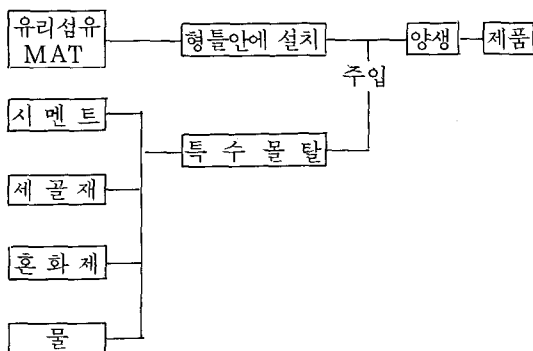 유리섬유
MAT
형틀안에 설치
양생
제품
주입
시멘트
특수몰탈
세골재
혼화제
물